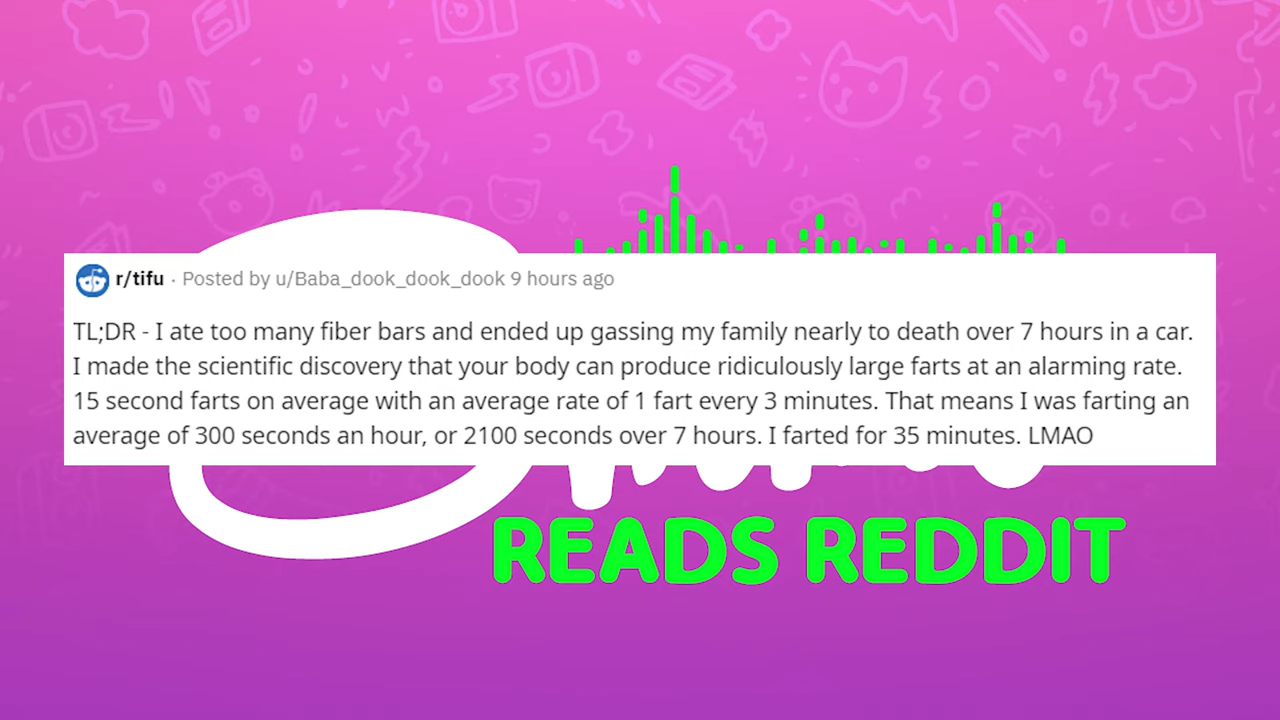 r/tifu · Posted by u/Baba_dook_dook_dook 9 hours ago
TL;DR - I ate too many fiber bars and ended up gassing my family nearly to death over 7 hours in a car.
I made the scientific discovery that your body can produce ridiculously large farts at an alarming rate.
15 second farts on average with an average rate of 1 fart every 3 minutes. That means I was farting an
average of 300 seconds an hour, or 2100 seconds over 7 hours. I farted for 35 minutes. LMAO
READS REDDIT